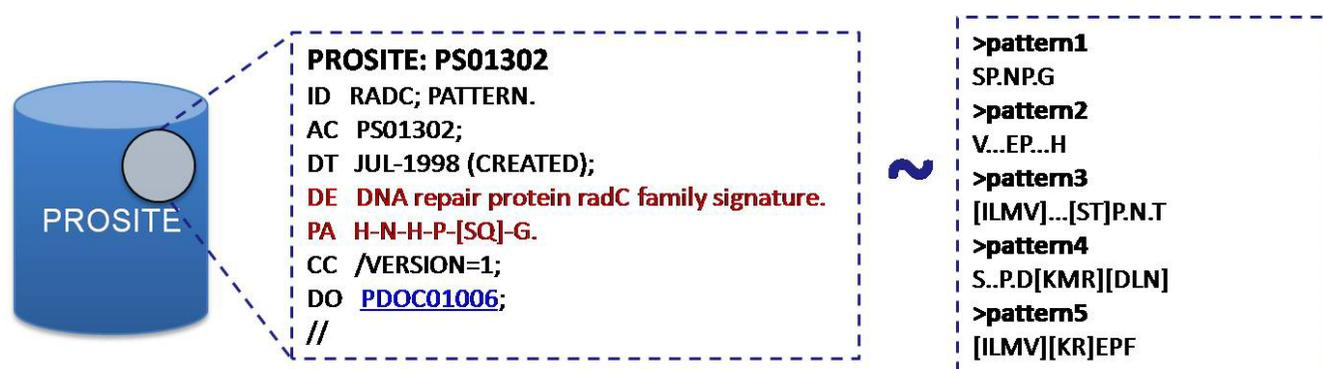 PROSITE
PROSITE: PS01302
ID RADC; PATTERN.
AC PS01302;
DT JUL-1998 (CREATED);
DE DNA repair protein radC family signature.
PA H-N-H-P-[SQ]-G.
CC /VERSION=1;
DO PDOC01006;
//
~
>pattern1
SP.NP.G
>pattern2
V...EP...H
>pattern3
[ILMV]...[ST]P.N.T
>pattern4
S..P.D[KMR][DLN]
>pattern5
[ILMV][KR]EPF